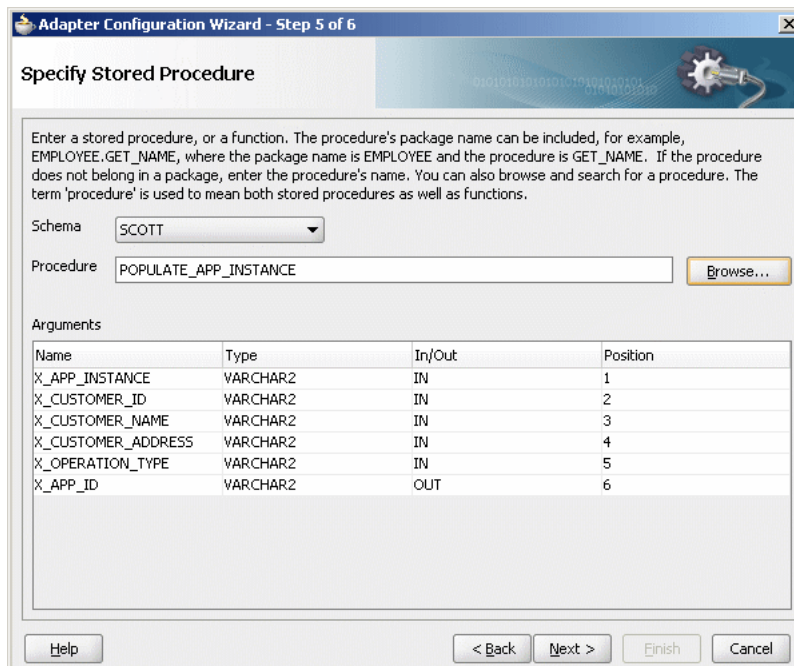 Adapter Configuration Wizard - Step 5 of 6
Specify Stored Procedure
Enter a stored procedure, or a function. The procedure's package name can be included, for example,
EMPLOYEE.GET_NAME, where the package name is EMPLOYEE and the procedure is GET_NAME. If the procedure
does not belong in a package, enter the procedure's name. You can also browse and search for a procedure. The
term 'procedure' is used to mean both stored procedures as well as functions.
Schema SCOTT
Procedure POPULATE_APP_INSTANCE Browse...
Arguments
Name Type In/Out Position
X_APP_INSTANCE VARCHAR2 IN 1
X_CUSTOMER_ID VARCHAR2 IN 2
X_CUSTOMER_NAME VARCHAR2 IN 3
X_CUSTOMER_ADDRESS VARCHAR2 IN 4
X_OPERATION_TYPE VARCHAR2 IN 5
X_APP_ID VARCHAR2 OUT 6
Help < Back Next > Finish Cancel